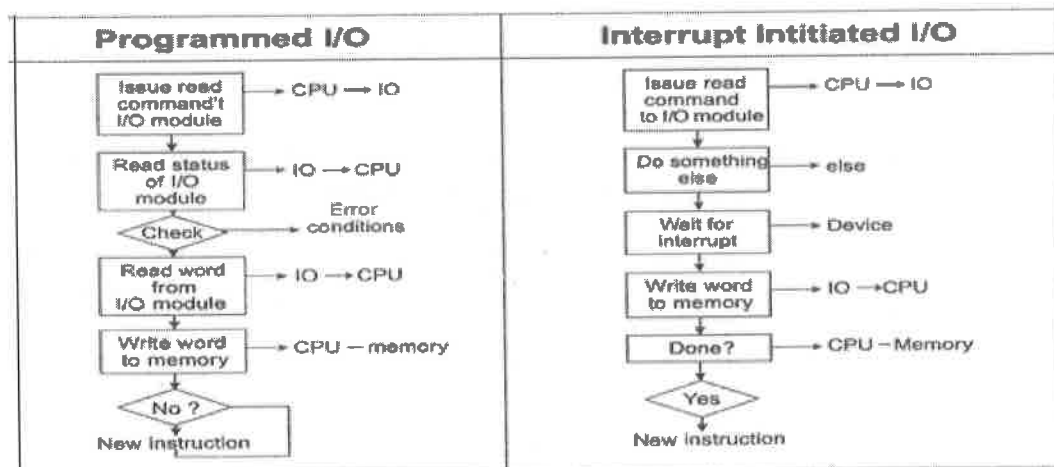 Programmed I/O
Issue read
command't
I/O module
CPU → IO
Read status
of I/O
module
IO → CPU
Check
Error
conditions
Read word
from
I/O module
IO → CPU
Write word
to memory
CPU – memory
No ?
New instruction
Interrupt Intitiated I/O
Issue read
command
to I/O module
CPU → IO
Do something
else
else
Wait for
interrupt
Device
Write word
to memory
IO → CPU
Done?
CPU – Memory
Yes
New instruction